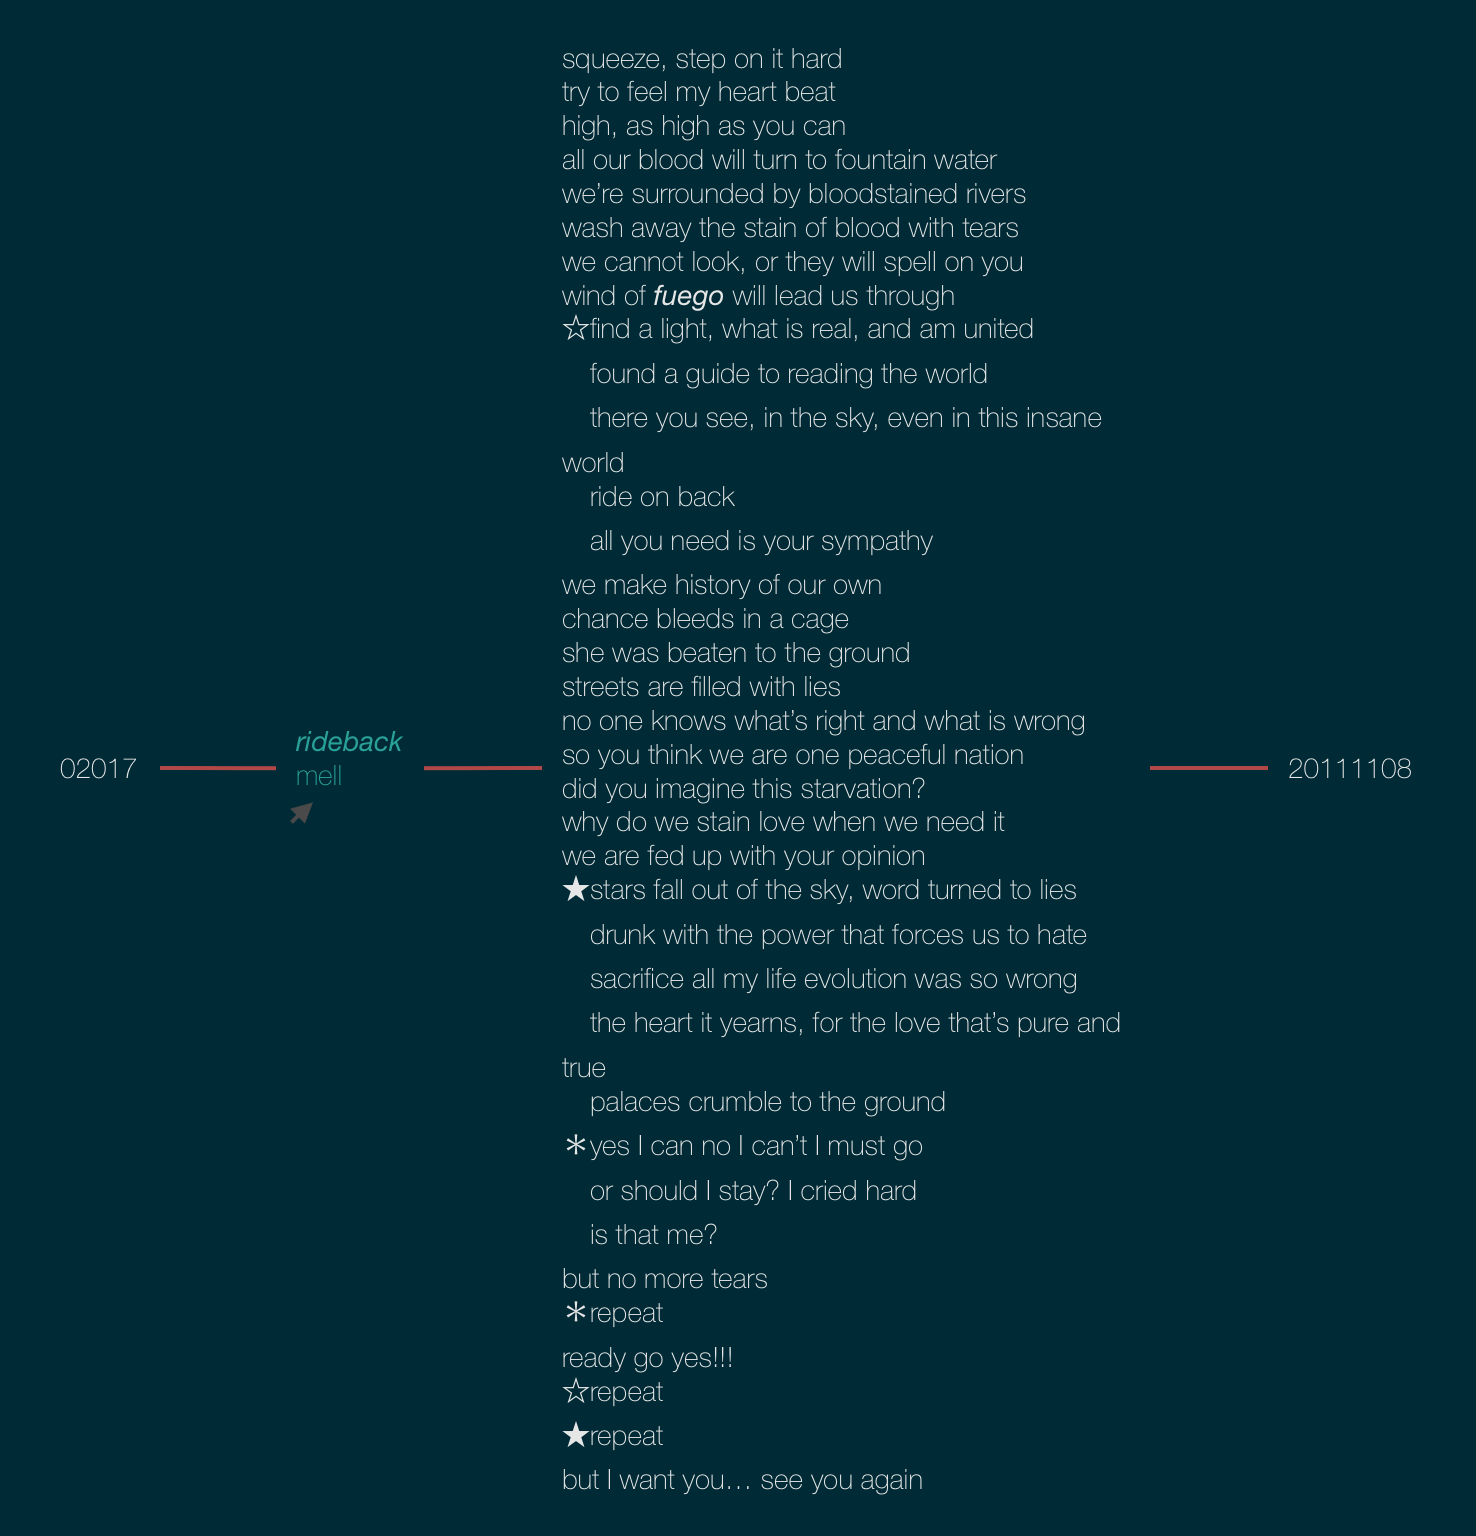 02017
rideback
mell
squeeze, step on it hard
try to feel my heart beat
high, as high as you can
all our blood will turn to fountain water
we’re surrounded by bloodstained rivers
wash away the stain of blood with tears
we cannot look, or they will spell on you
wind of fuego will lead us through
☆find a light, what is real, and am united
found a guide to reading the world
there you see, in the sky, even in this insane
world
ride on back
all you need is your sympathy
we make history of our own
chance bleeds in a cage
she was beaten to the ground
streets are filled with lies
no one knows what’s right and what is wrong
so you think we are one peaceful nation
did you imagine this starvation?
why do we stain love when we need it
we are fed up with your opinion
★stars fall out of the sky, word turned to lies
drunk with the power that forces us to hate
sacrifice all my life evolution was so wrong
the heart it yearns, for the love that’s pure and
true
palaces crumble to the ground
＊yes I can no I can’t I must go
or should I stay? I cried hard
is that me?
but no more tears
＊repeat
ready go yes!!!
☆repeat
★repeat
but I want you… see you again
20111108